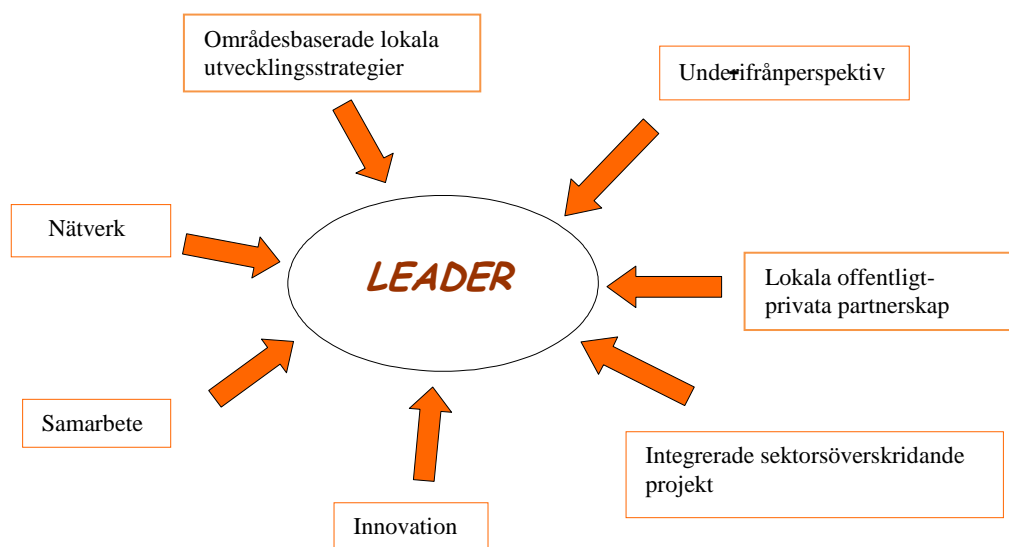 Områdesbaserade lokala
utvecklingsstrategier
Underifrånperspektiv
Nätverk
LEADER
Lokala offentligt-
privata partnerskap
Samarbete
Integrerade sektorsöverskridande
projekt
Innovation